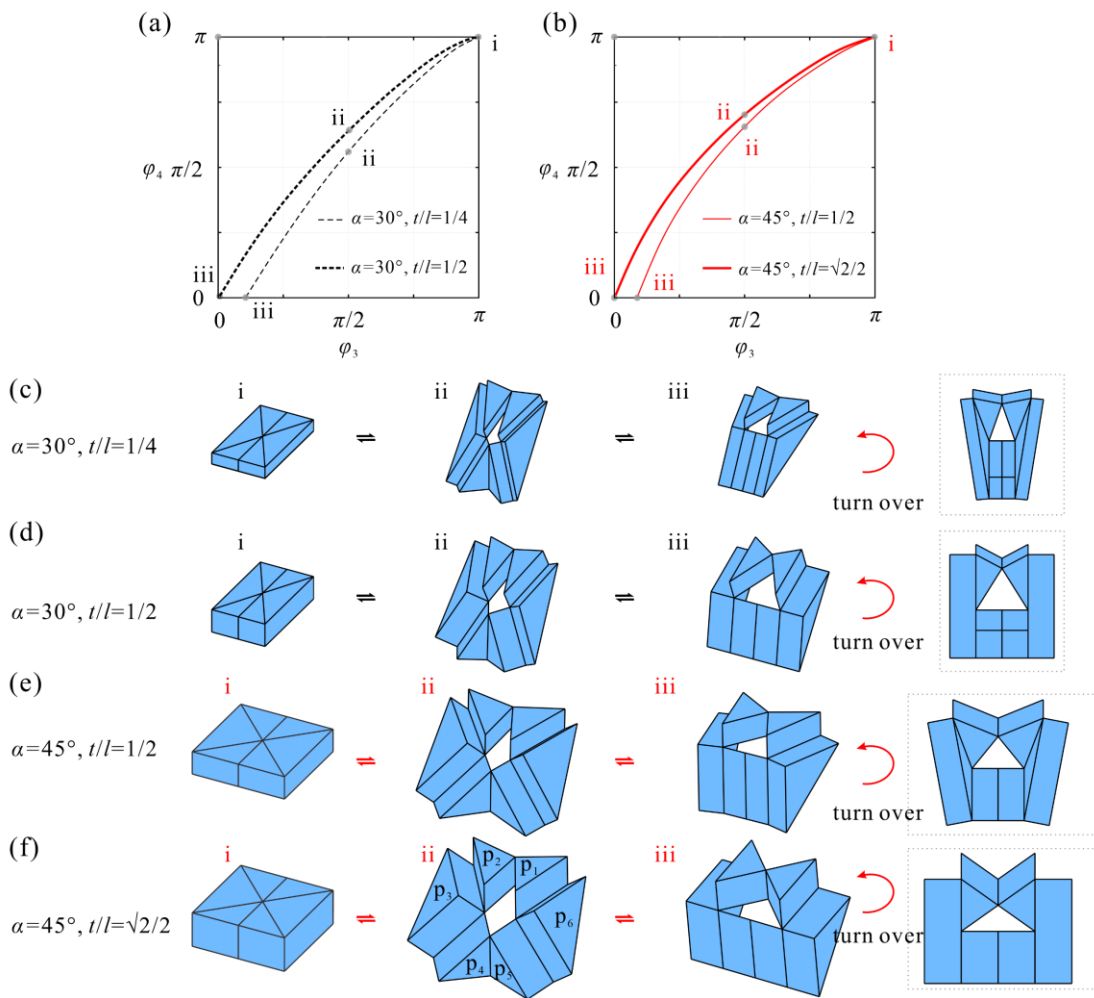 (a)
π
i
ii
ii
φ₄ π/2
α=30°, t/l=1/4
α=30°, t/l=1/2
iii
0
iii
0
π/2
π
φ₃
(b)
π
i
ii
ii
φ₄ π/2
α=45°, t/l=1/2
α=45°, t/l=√2/2
iii
iii
0
0
π/2
π
φ₃
(c)
i
ii
iii
α=30°, t/l=1/4
⇌
⇌
turn over
(d)
i
ii
iii
α=30°, t/l=1/2
⇌
⇌
turn over
(e)
i
ii
iii
α=45°, t/l=1/2
⇌
⇌
turn over
(f)
i
ii
iii
p₂
p₁
p₃
α=45°, t/l=√2/2
⇌
⇌
p₆
turn over
p₄
p₅